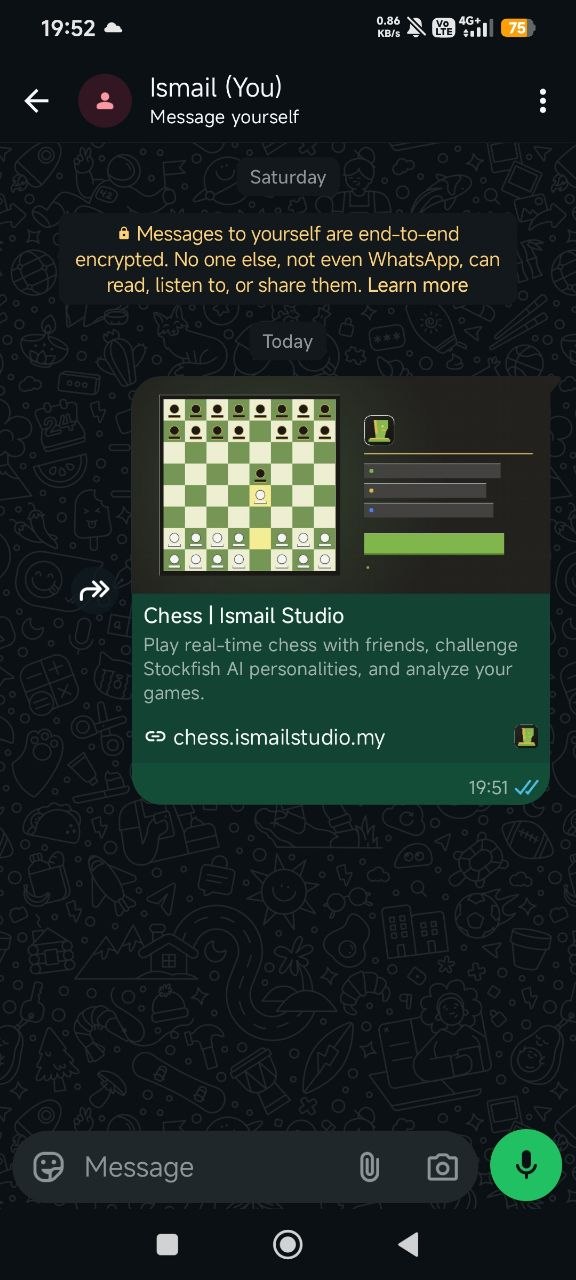 19:52
0.86
KB/s
Vo
LTE
4G+
75
Ismail (You)
Message yourself
Saturday
Messages to yourself are end-to-end
encrypted. No one else, not even WhatsApp, can
read, listen to, or share them. Learn more
Today
Chess | Ismail Studio
Play real-time chess with friends, challenge
Stockfish AI personalities, and analyze your
games.
chess.ismailstudio.my
19:51
Message